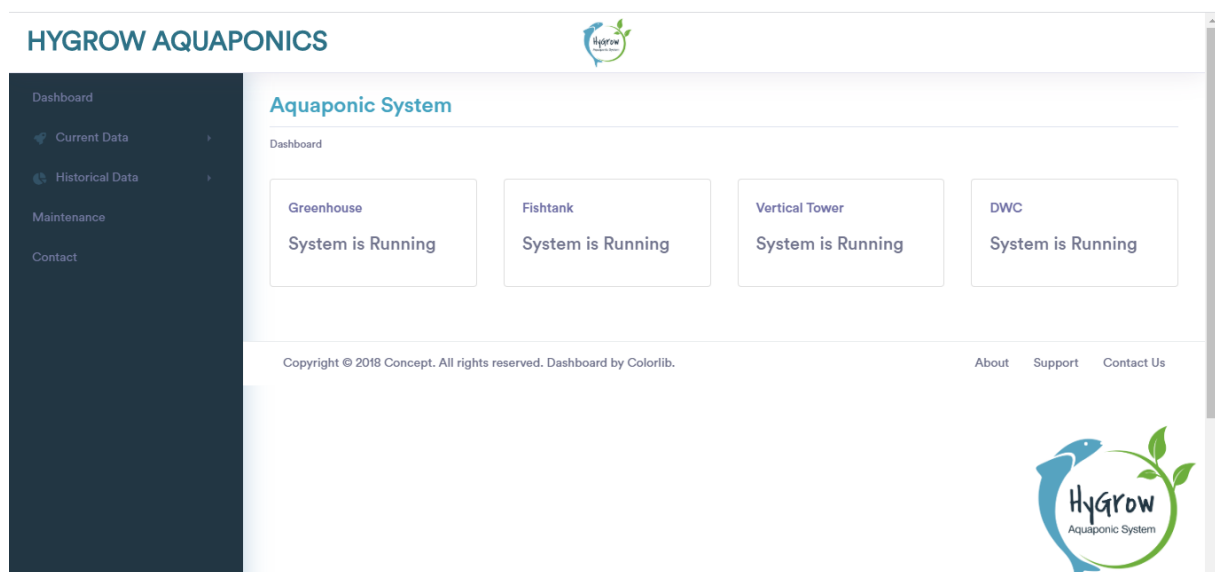 HYGROW AQUAPONICS
HyGrow
Dashboard
Current Data
Historical Data
Maintenance
Contact
Aquaponic System
Dashboard
Greenhouse
System is Running
Fishtank
System is Running
Vertical Tower
System is Running
DWC
System is Running
Copyright © 2018 Concept. All rights reserved. Dashboard by Colorlib.
About Support Contact Us
HyGrow
Aquaponic System